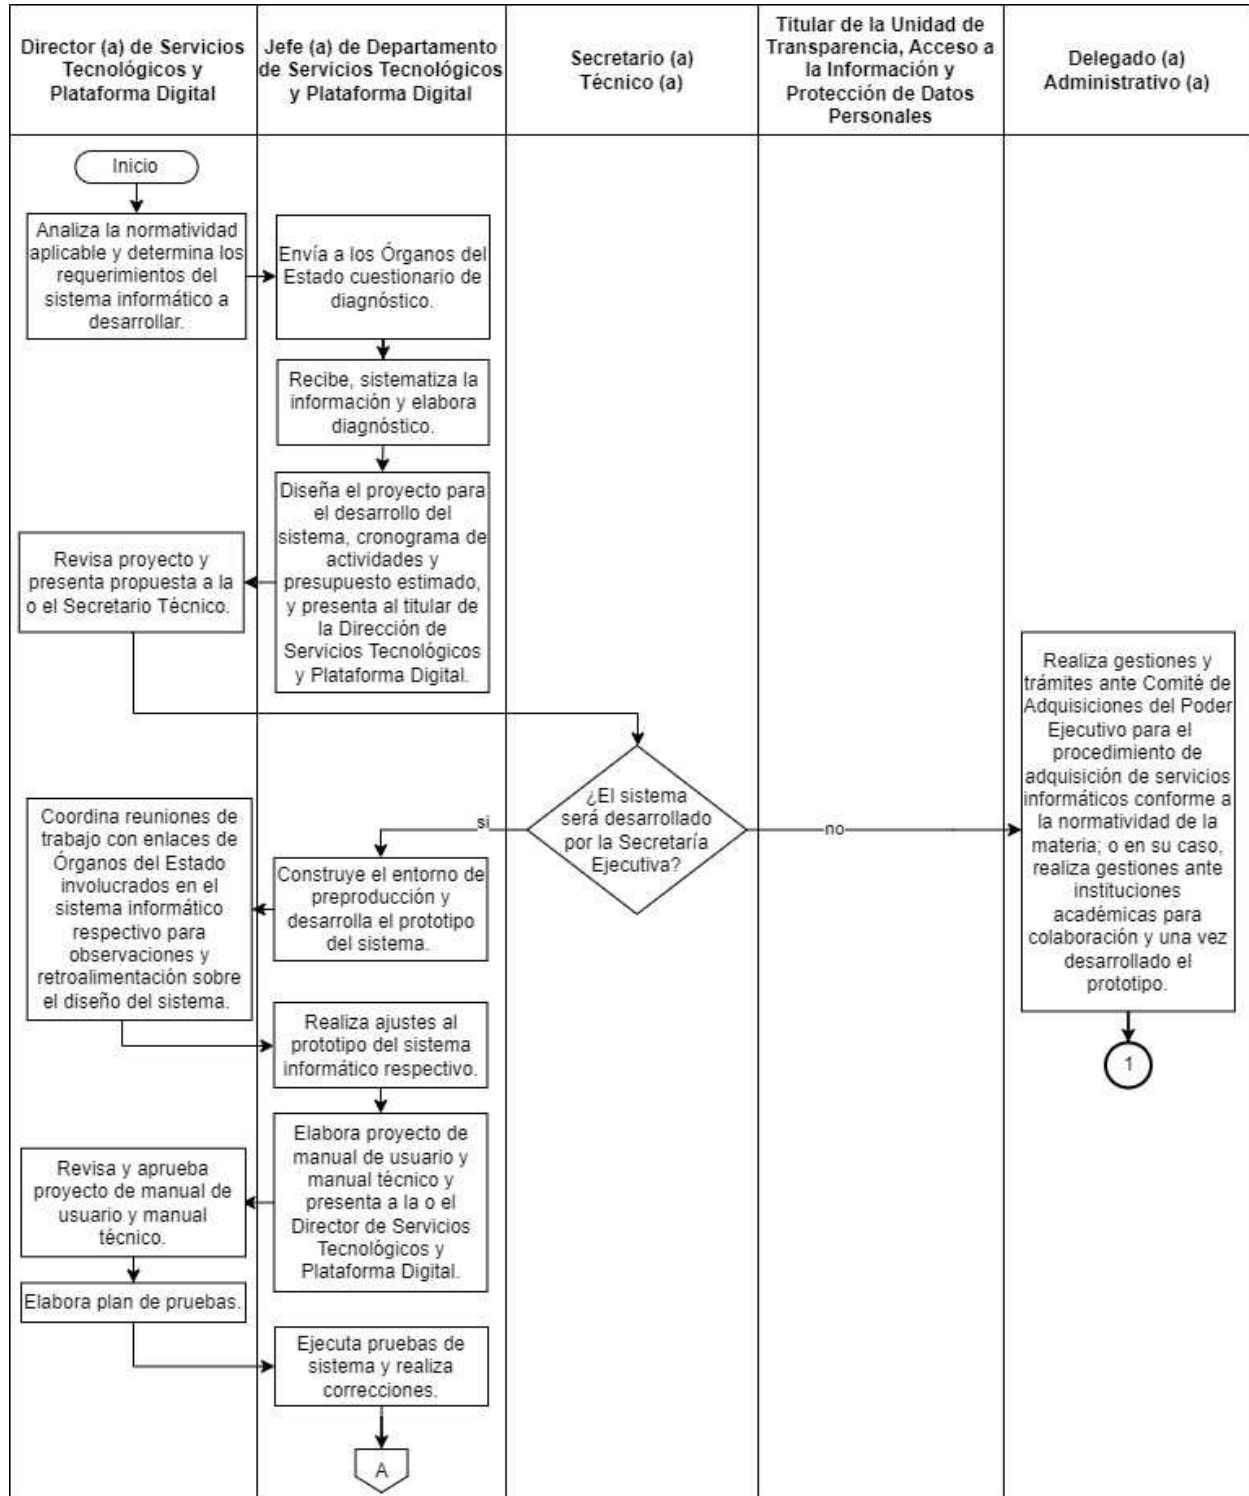 Director (a) de Servicios
Tecnológicos y
Plataforma Digital
Jefe (a) de Departamento
de Servicios Tecnológicos
y Plataforma Digital
Secretario (a)
Técnico (a)
Titular de la Unidad de
Transparencia, Acceso a
la Información y
Protección de Datos
Personales
Delegado (a)
Administrativo (a)
Inicio
Analiza la normatividad
aplicable y determina los
requerimientos del
sistema informático a
desarrollar.
Envía a los Órganos del
Estado cuestionario de
diagnóstico.
Recibe, sistematiza la
información y elabora
diagnóstico.
Diseña el proyecto para
el desarrollo del
sistema, cronograma de
actividades y
presupuesto estimado,
y presenta al titular de
la Dirección de
Servicios Tecnológicos
y Plataforma Digital.
Revisa proyecto y
presenta propuesta a la
o el Secretario Técnico.
¿El sistema
será desarrollado
por la Secretaría
Ejecutiva?
si
no
Realiza gestiones y
trámites ante Comité de
Adquisiciones del Poder
Ejecutivo para el
procedimiento de
adquisición de servicios
informáticos conforme a
la normatividad de la
materia; o en su caso,
realiza gestiones ante
instituciones
académicas para
colaboración y una vez
desarrollado el
prototipo.
1
Construye el entorno de
preproducción y
desarrolla el prototipo
del sistema.
Coordina reuniones de
trabajo con enlaces de
Órganos del Estado
involucrados en el
sistema informático
respectivo para
observaciones y
retroalimentación sobre
el diseño del sistema.
Realiza ajustes al
prototipo del sistema
informático respectivo.
Elabora proyecto de
manual de usuario y
manual técnico y
presenta a la o el
Director de Servicios
Tecnológicos y
Plataforma Digital.
Revisa y aprueba
proyecto de manual de
usuario y manual
técnico.
Elabora plan de pruebas.
Ejecuta pruebas de
sistema y realiza
correcciones.
A